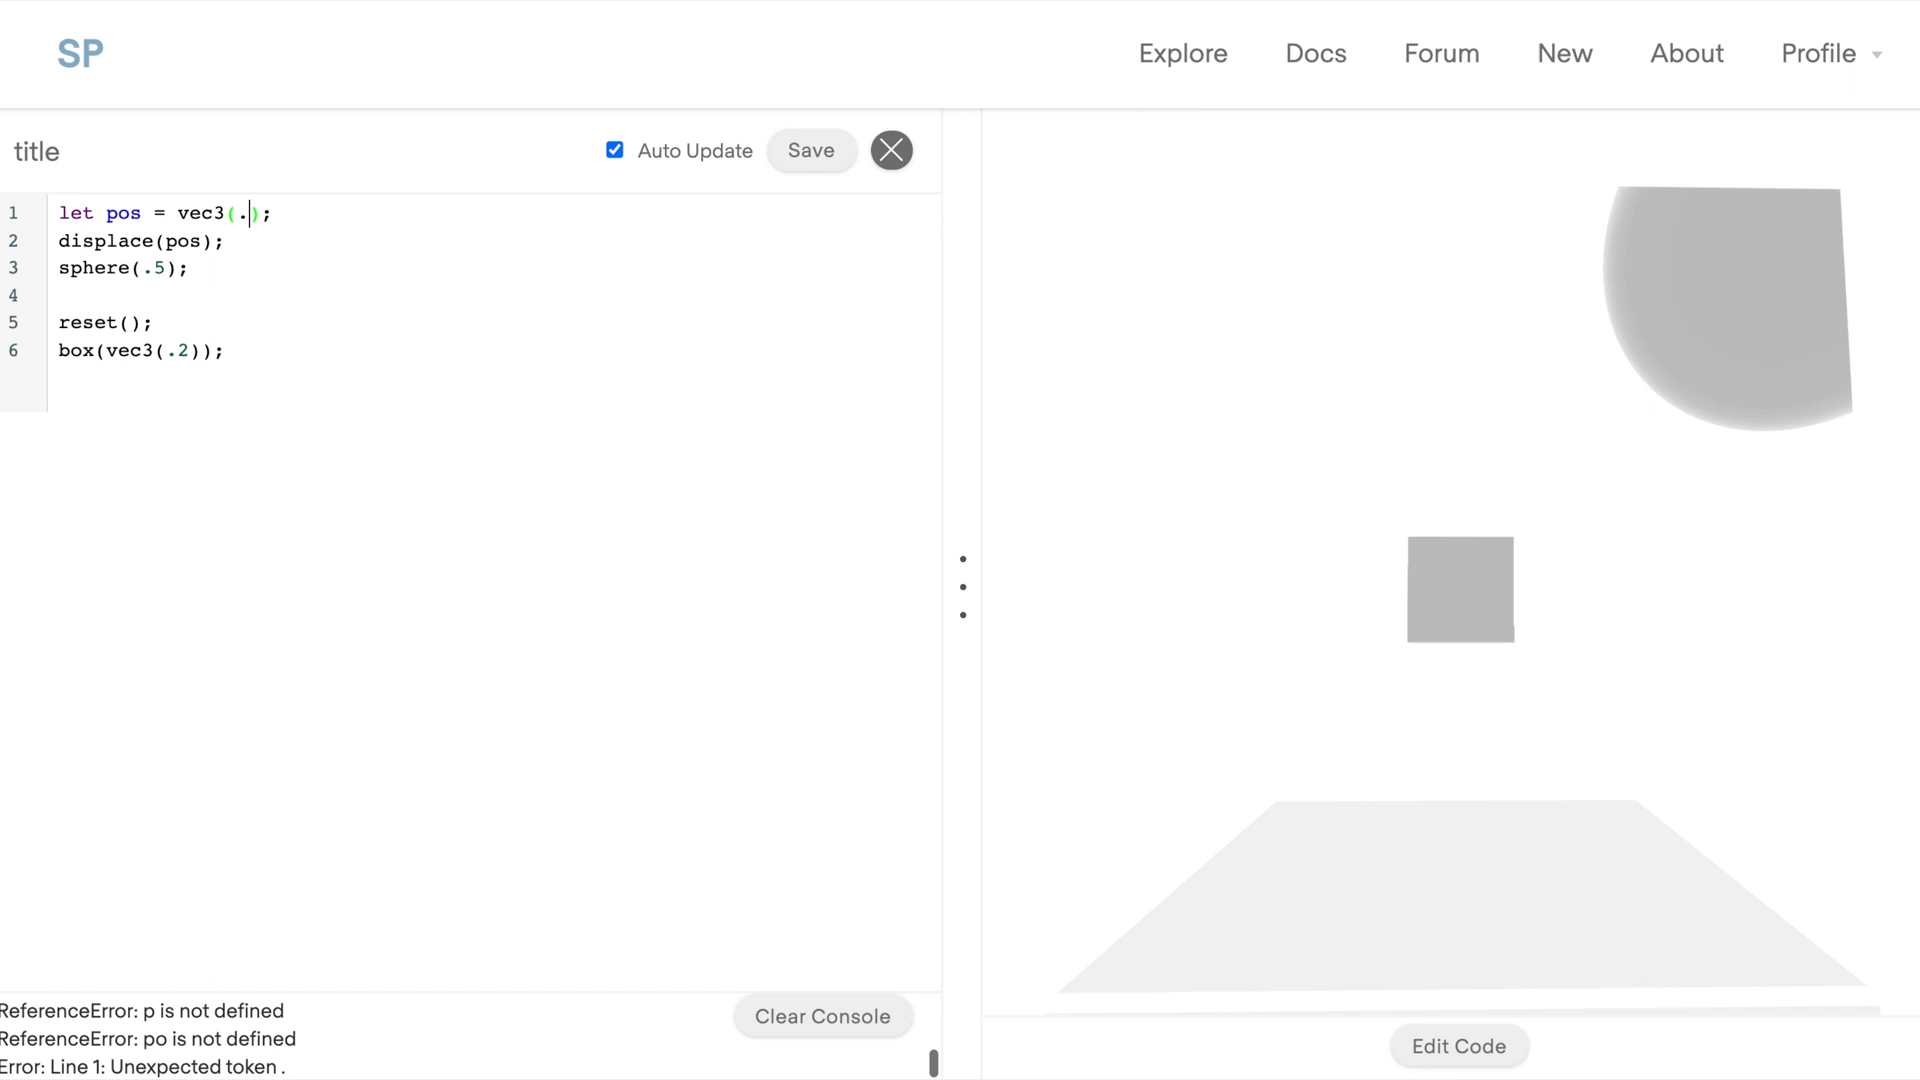 SP
Explore Docs Forum New About Profile
title
Auto Update Save
1 let pos = vec3(.);
2 displace(pos);
3 sphere(.5);
4
5 reset();
6 box(vec3(.2));
ReferenceError: p is not defined
ReferenceError: po is not defined
Error: Line 1: Unexpected token .
Clear Console
Edit Code